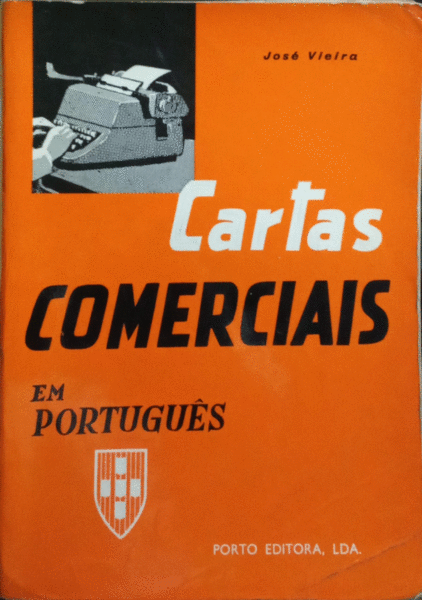 José Vieira
Cartas
COMERCIAIS
EM
PORTUGUÊS
PORTO EDITORA, LDA.